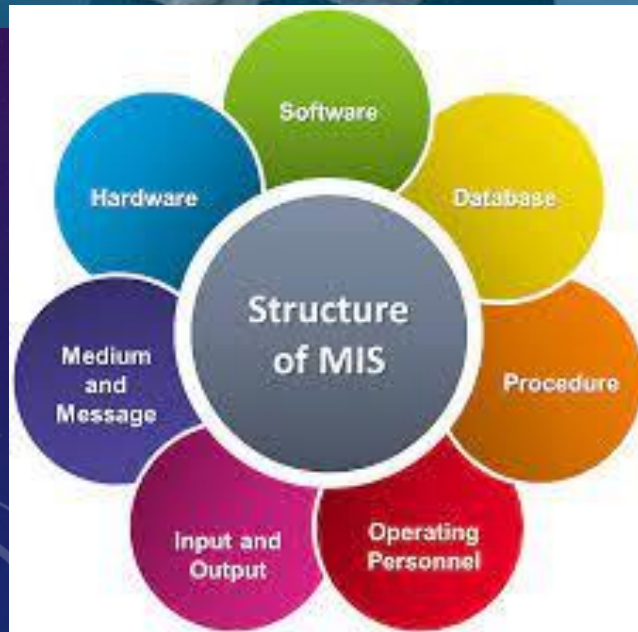 Software
Hardware
Database
Structure
of MIS
Medium
and
Message
Procedure
Input and
Output
Operating
Personnel